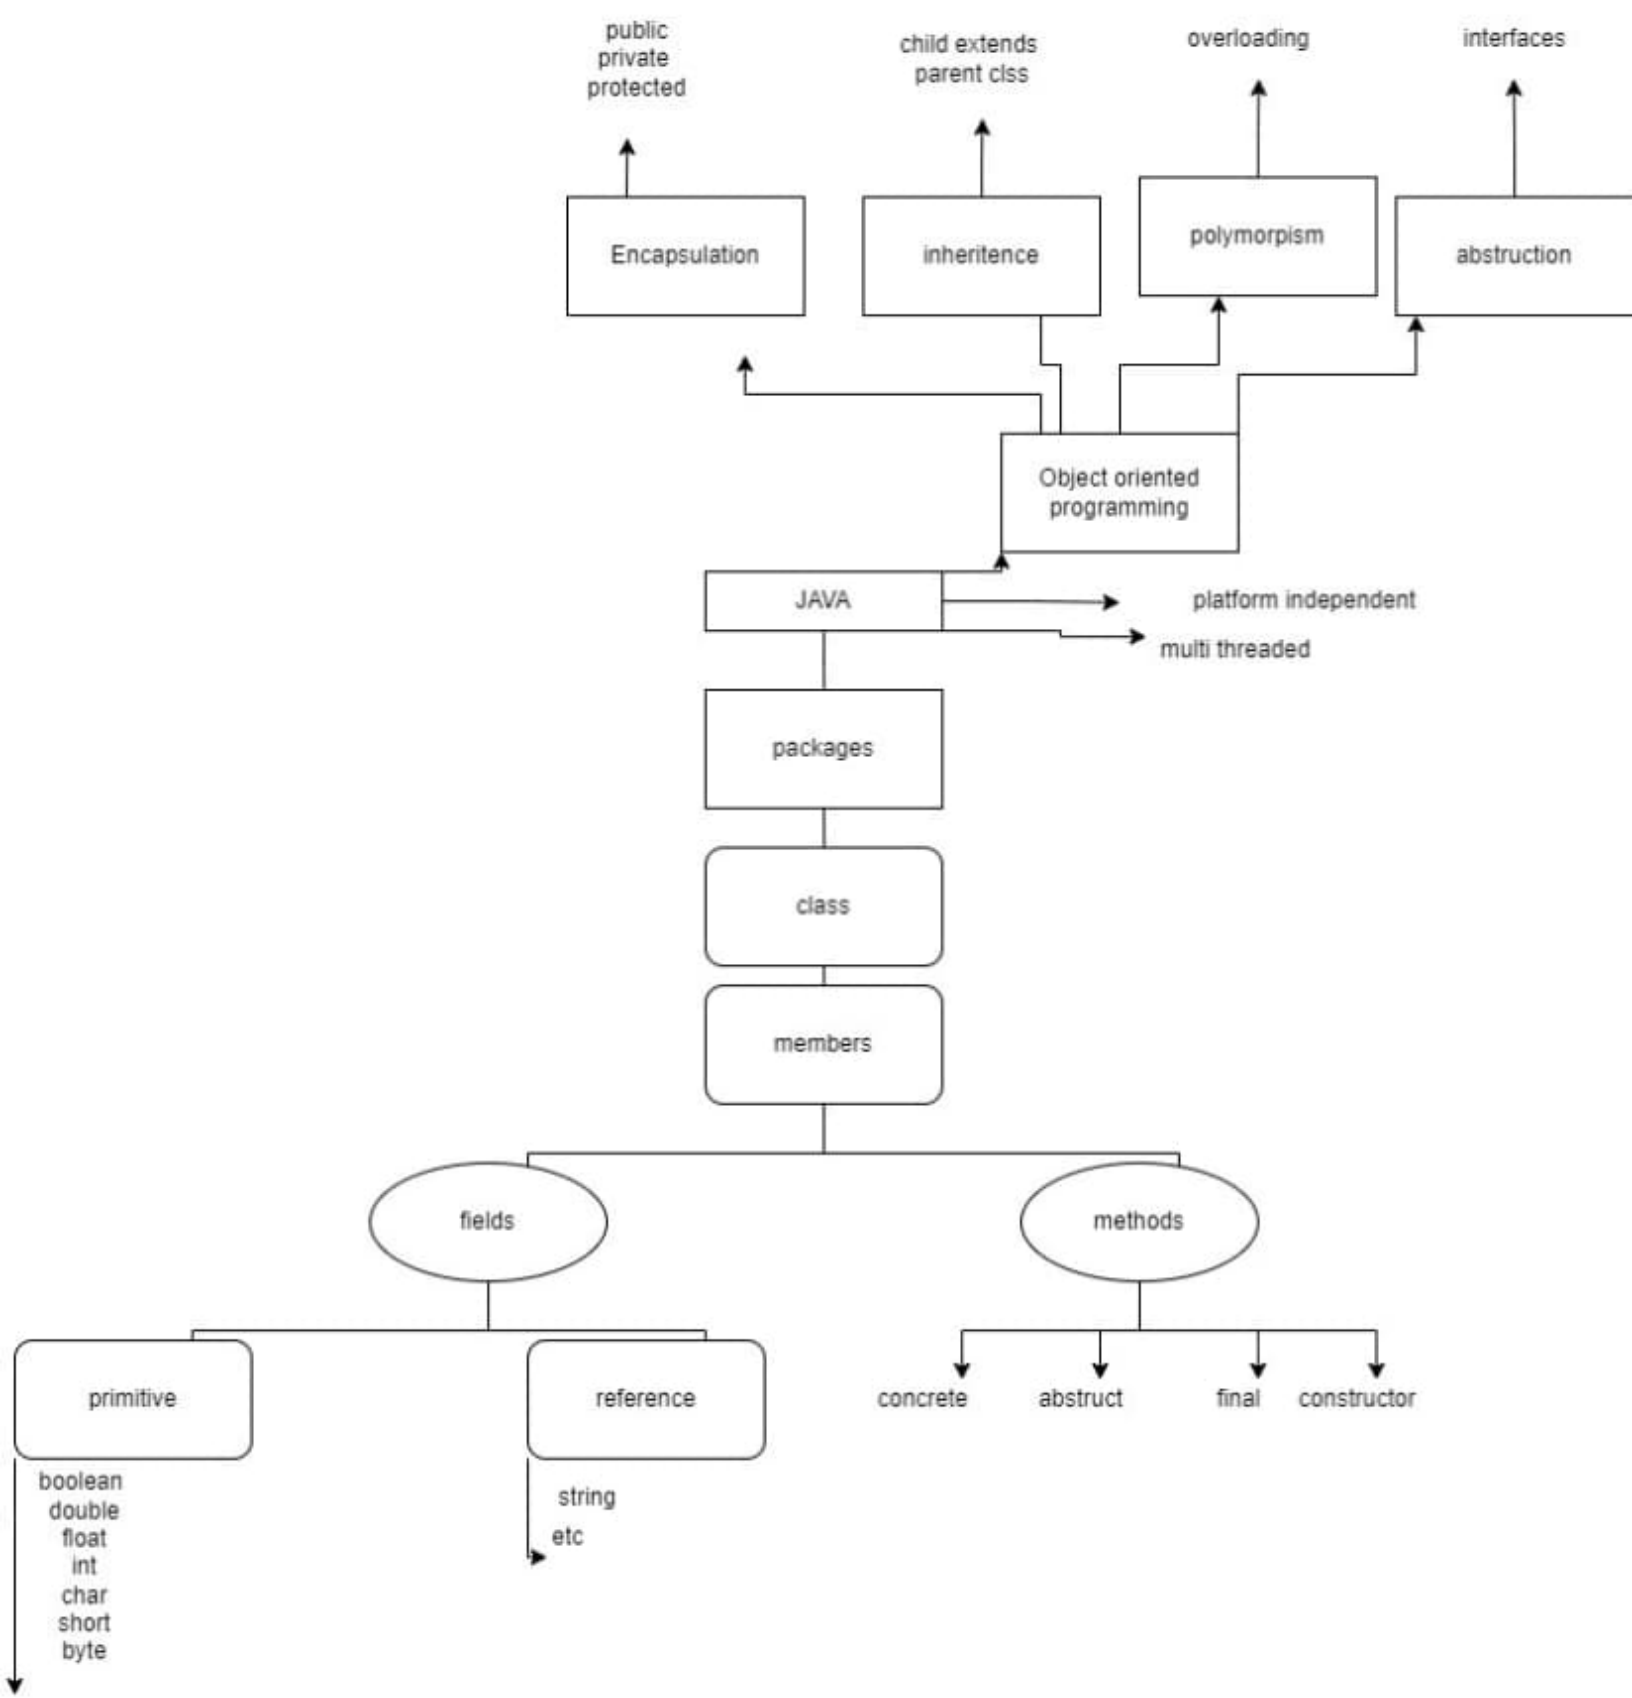 public
private
protected
child extends
parent clss
overloading
interfaces
Encapsulation
inheritence
polymorpism
abstruction
Object oriented
programming
JAVA
platform independent
multi threaded
packages
class
members
fields
methods
primitive
reference
concrete
abstruct
final
constructor
boolean
double
float
int
char
short
byte
string
etc